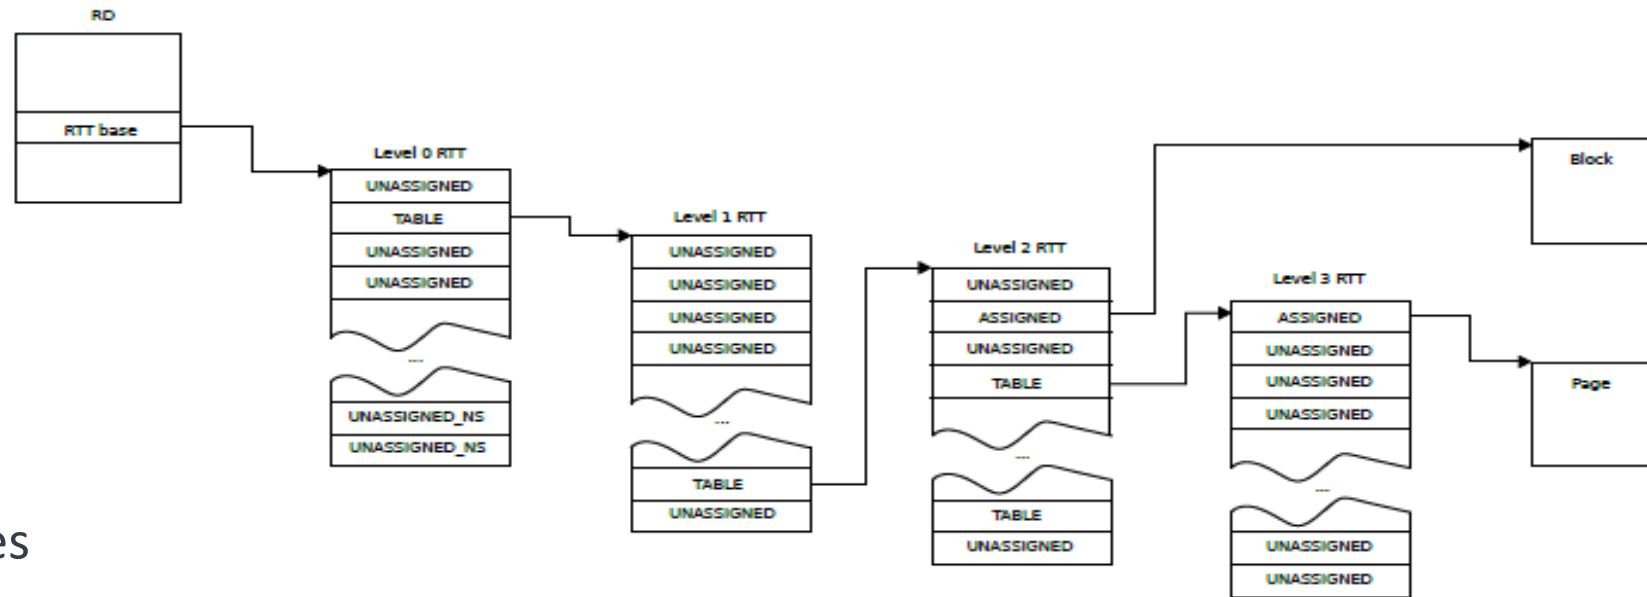 RD
RTT base
Level 0 RTT
UNASSIGNED
TABLE
UNASSIGNED
UNASSIGNED
...
UNASSIGNED_NS
UNASSIGNED_NS
Level 1 RTT
UNASSIGNED
UNASSIGNED
UNASSIGNED
UNASSIGNED
...
TABLE
UNASSIGNED
Level 2 RTT
UNASSIGNED
ASSIGNED
UNASSIGNED
TABLE
...
TABLE
UNASSIGNED
Level 3 RTT
ASSIGNED
UNASSIGNED
UNASSIGNED
UNASSIGNED
...
UNASSIGNED
UNASSIGNED
Block
Page
es